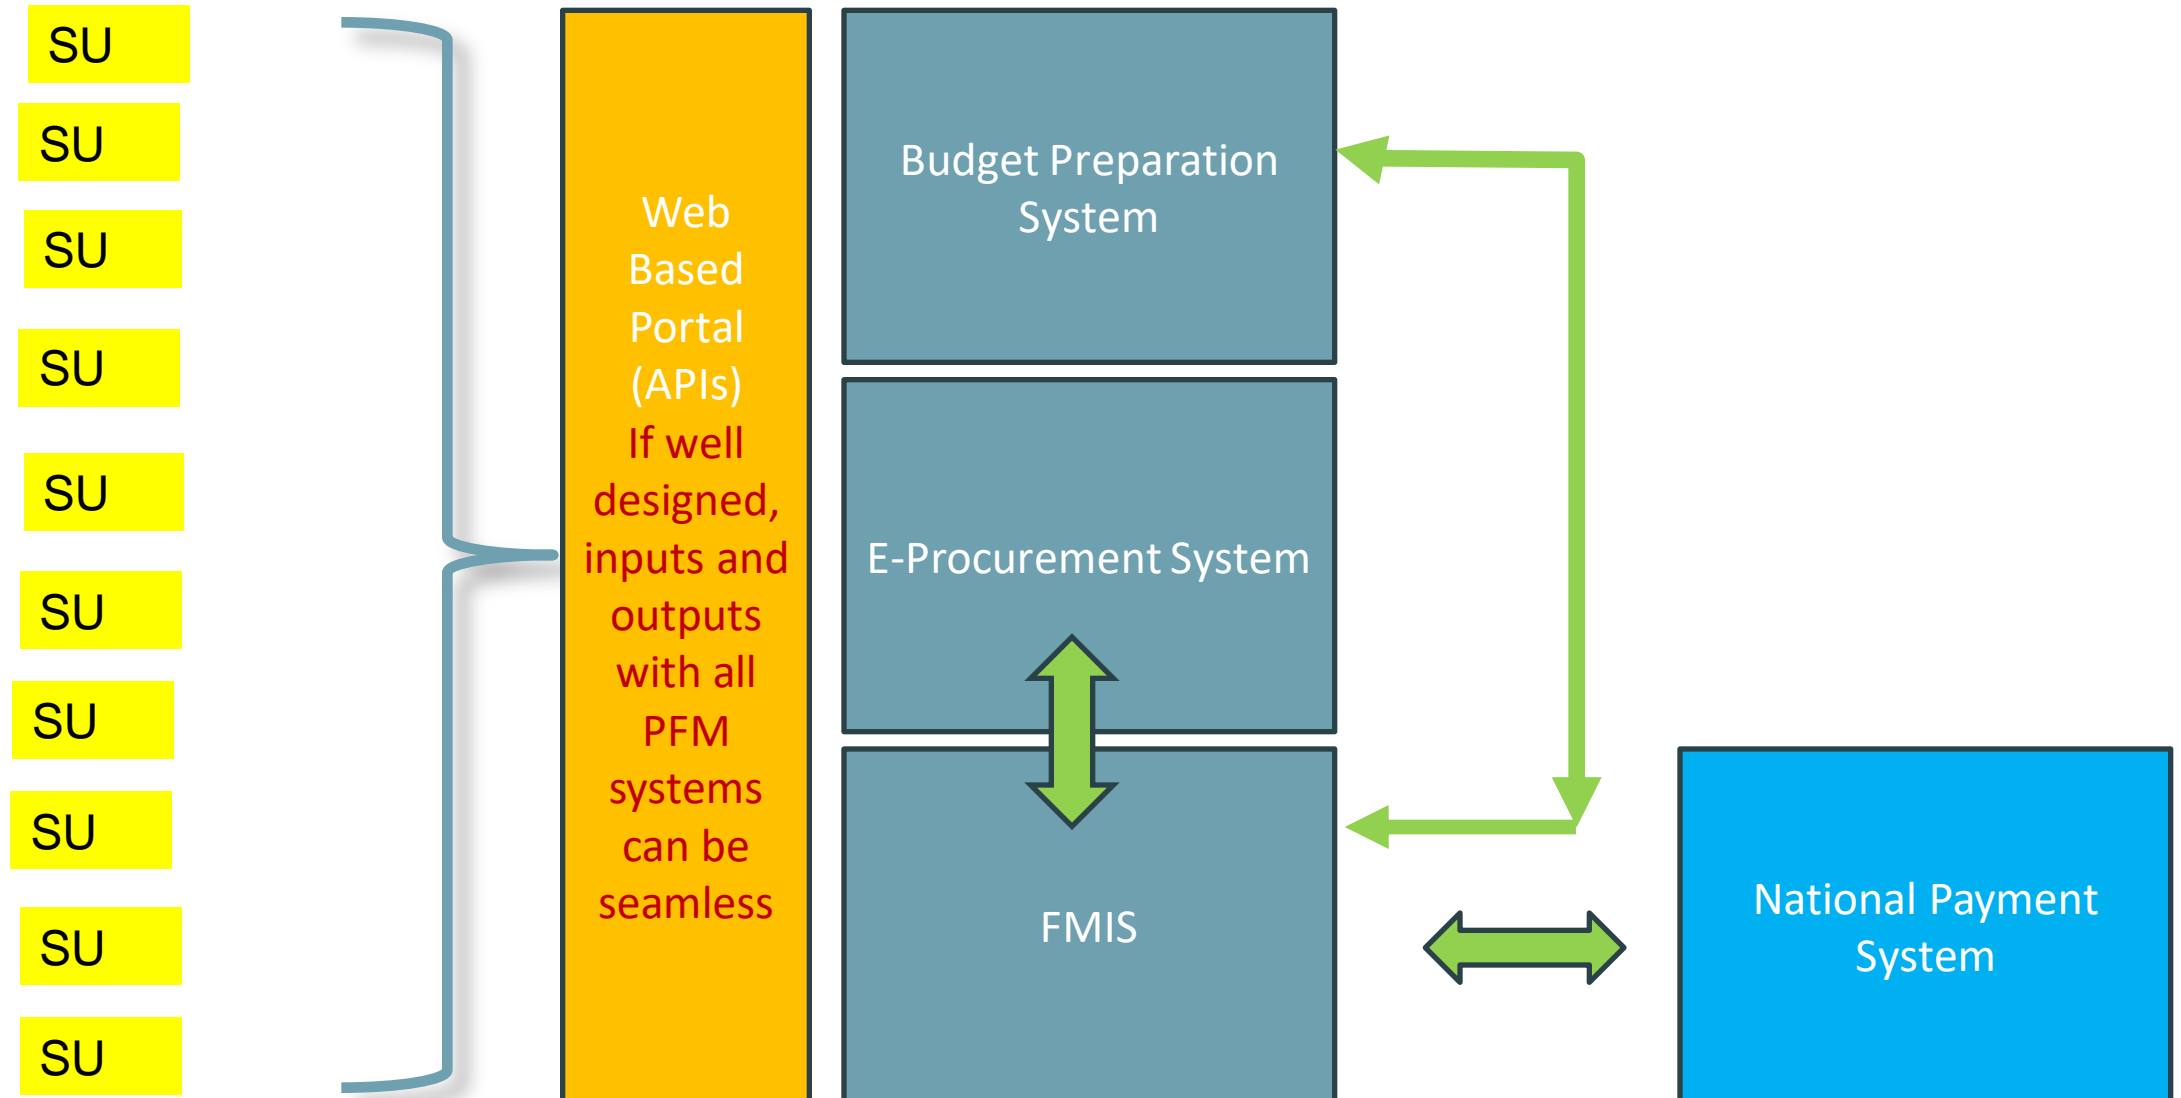 SU
SU
SU
SU
SU
SU
SU
SU
SU
SU
Web
Based
Portal
(APIs)
If well
designed,
inputs and
outputs
with all
PFM
systems
can be
seamless
Budget Preparation
System
E-Procurement System
FMIS
National Payment
System